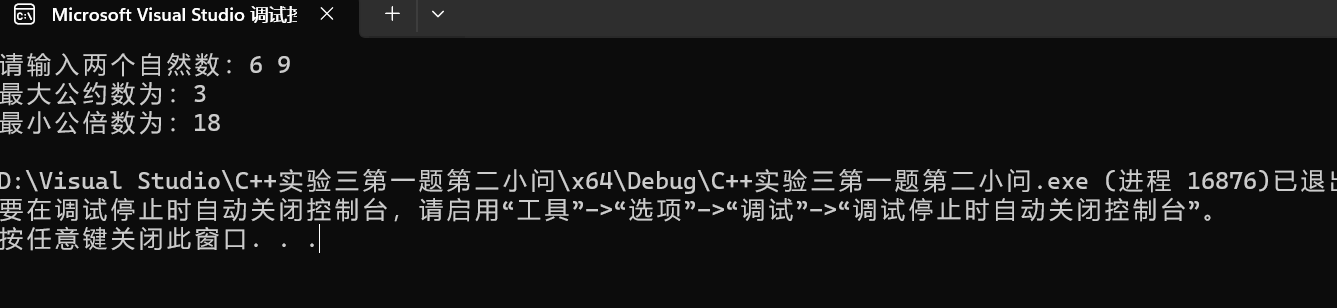 Microsoft Visual Studio 调试控
请输入两个自然数：6 9
最大公约数为：3
最小公倍数为：18
D:\Visual Studio\C++实验三第一题第二小问\x64\Debug\C++实验三第一题第二小问.exe (进程 16876)已退出
要在调试停止时自动关闭控制台，请启用“工具”->“选项”->“调试”->“调试停止时自动关闭控制台”。
按任意键关闭此窗口. . .